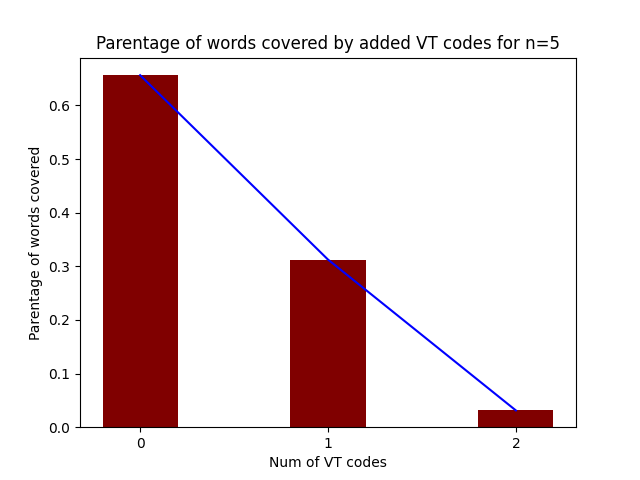 Parentage of words covered by added VT codes for n=5
Parentage of words covered
0.6
0.5
0.4
0.3
0.2
0.1
0.0
0 1 2
Num of VT codes